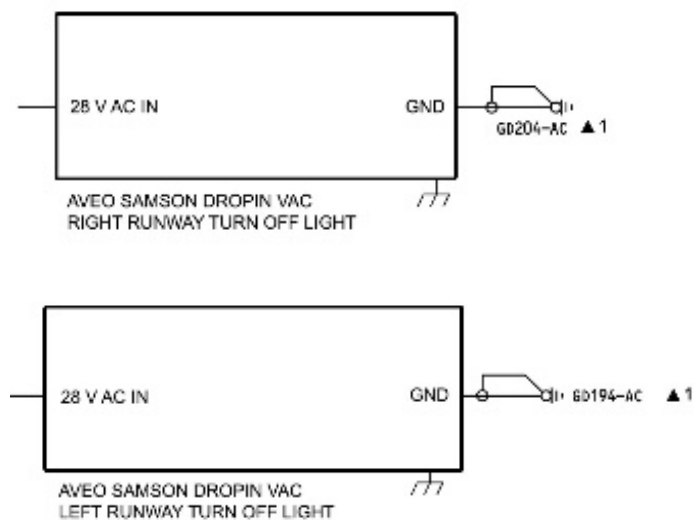 28 V AC IN GND
GD204-AC ▲ 1
AVEO SAMSON DROPIN VAC
RIGHT RUNWAY TURN OFF LIGHT
28 V AC IN GND GD194-AC ▲ 1
AVEO SAMSON DROPIN VAC
LEFT RUNWAY TURN OFF LIGHT